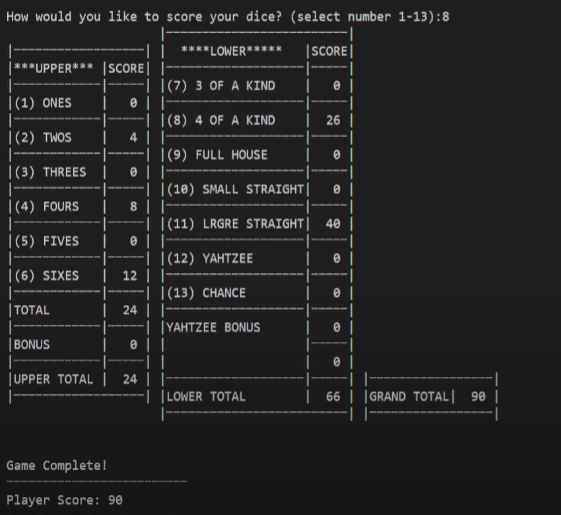 How would you like to score your dice? (select number 1-13):8
***UPPER*** SCORE
(1) ONES 0
(2) TWOS 4
(3) THREES 0
(4) FOURS 8
(5) FIVES 0
(6) SIXES 12
TOTAL 24
BONUS 0
UPPER TOTAL 24
****LOWER***** SCORE
(7) 3 OF A KIND 0
(8) 4 OF A KIND 26
(9) FULL HOUSE 0
(10) SMALL STRAIGHT 0
(11) LRGRE STRAIGHT 40
(12) YAHTZEE 0
(13) CHANCE 0
YAHTZEE BONUS 0
0
LOWER TOTAL 66
GRAND TOTAL 90
Game Complete!
Player Score: 90